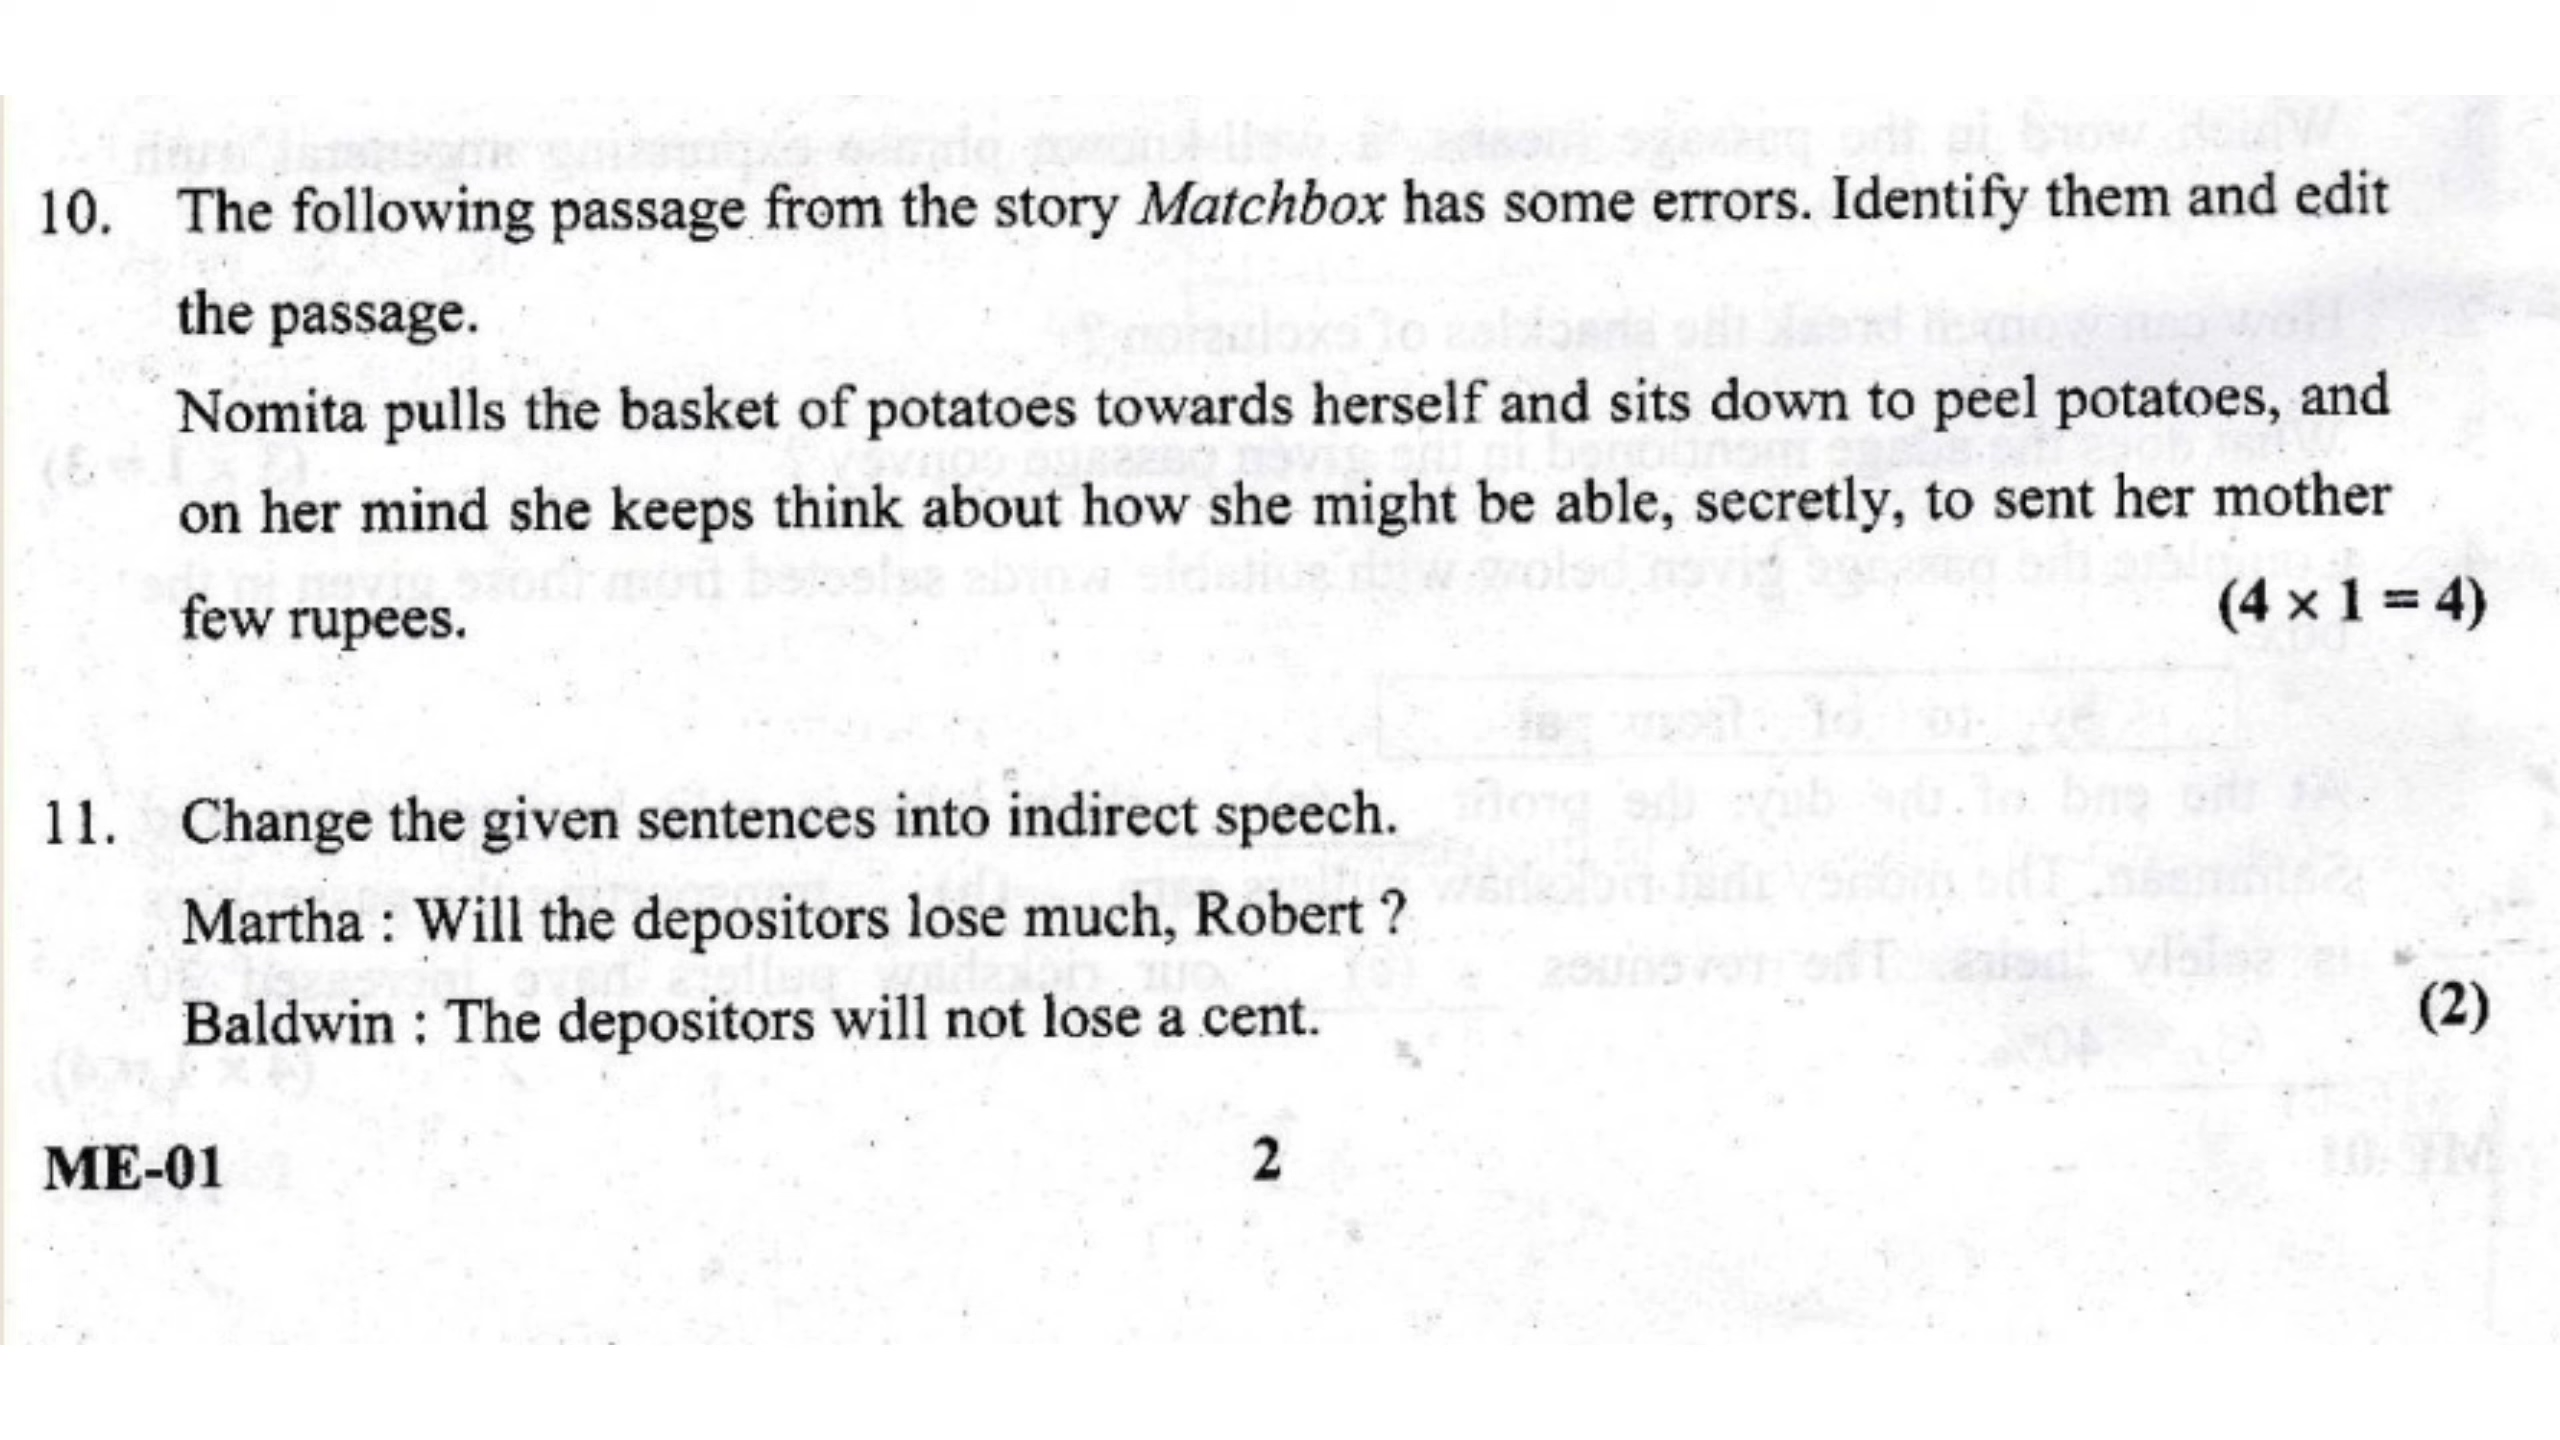 10. The following passage from the story Matchbox has some errors. Identify them and edit
the passage.
Nomita pulls the basket of potatoes towards herself and sits down to peel potatoes, and
on her mind she keeps think about how she might be able, secretly, to sent her mother
few rupees. (4 × 1 = 4)
11. Change the given sentences into indirect speech.
Martha : Will the depositors lose much, Robert ?
Baldwin : The depositors will not lose a cent. (2)
ME-01 2